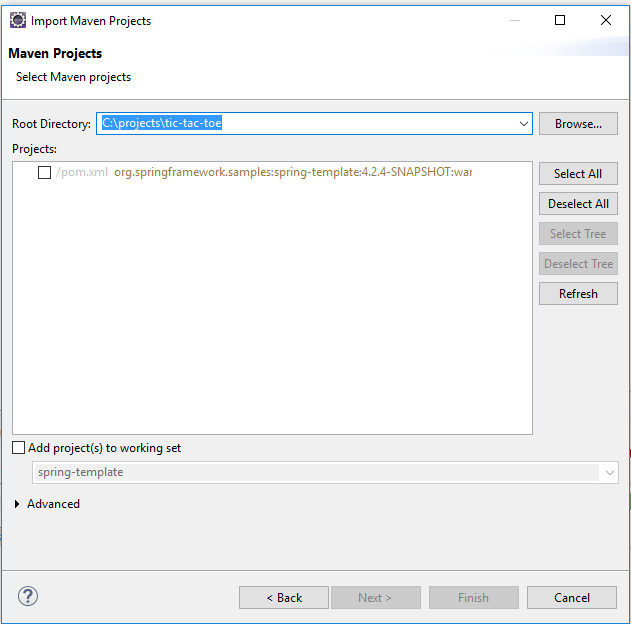 Import Maven Projects
Maven Projects
Select Maven projects
Root Directory: C:\projects\tic-tac-toe Browse...
Projects:
/pom.xml org.springframework.samples:spring-template:4.2.4-SNAPSHOT:war
Select All
Deselect All
Select Tree
Deselect Tree
Refresh
Add project(s) to working set
spring-template
Advanced
? < Back Next > Finish Cancel